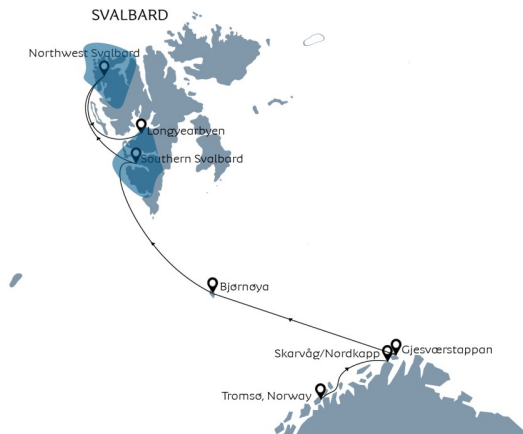 SVALBARD
Northwest Svalbard
Longyearbyen
Southern Svalbard
Bjørnøya
Gjesværstappan
Skarvåg/Nordkapp
Tromsø, Norway